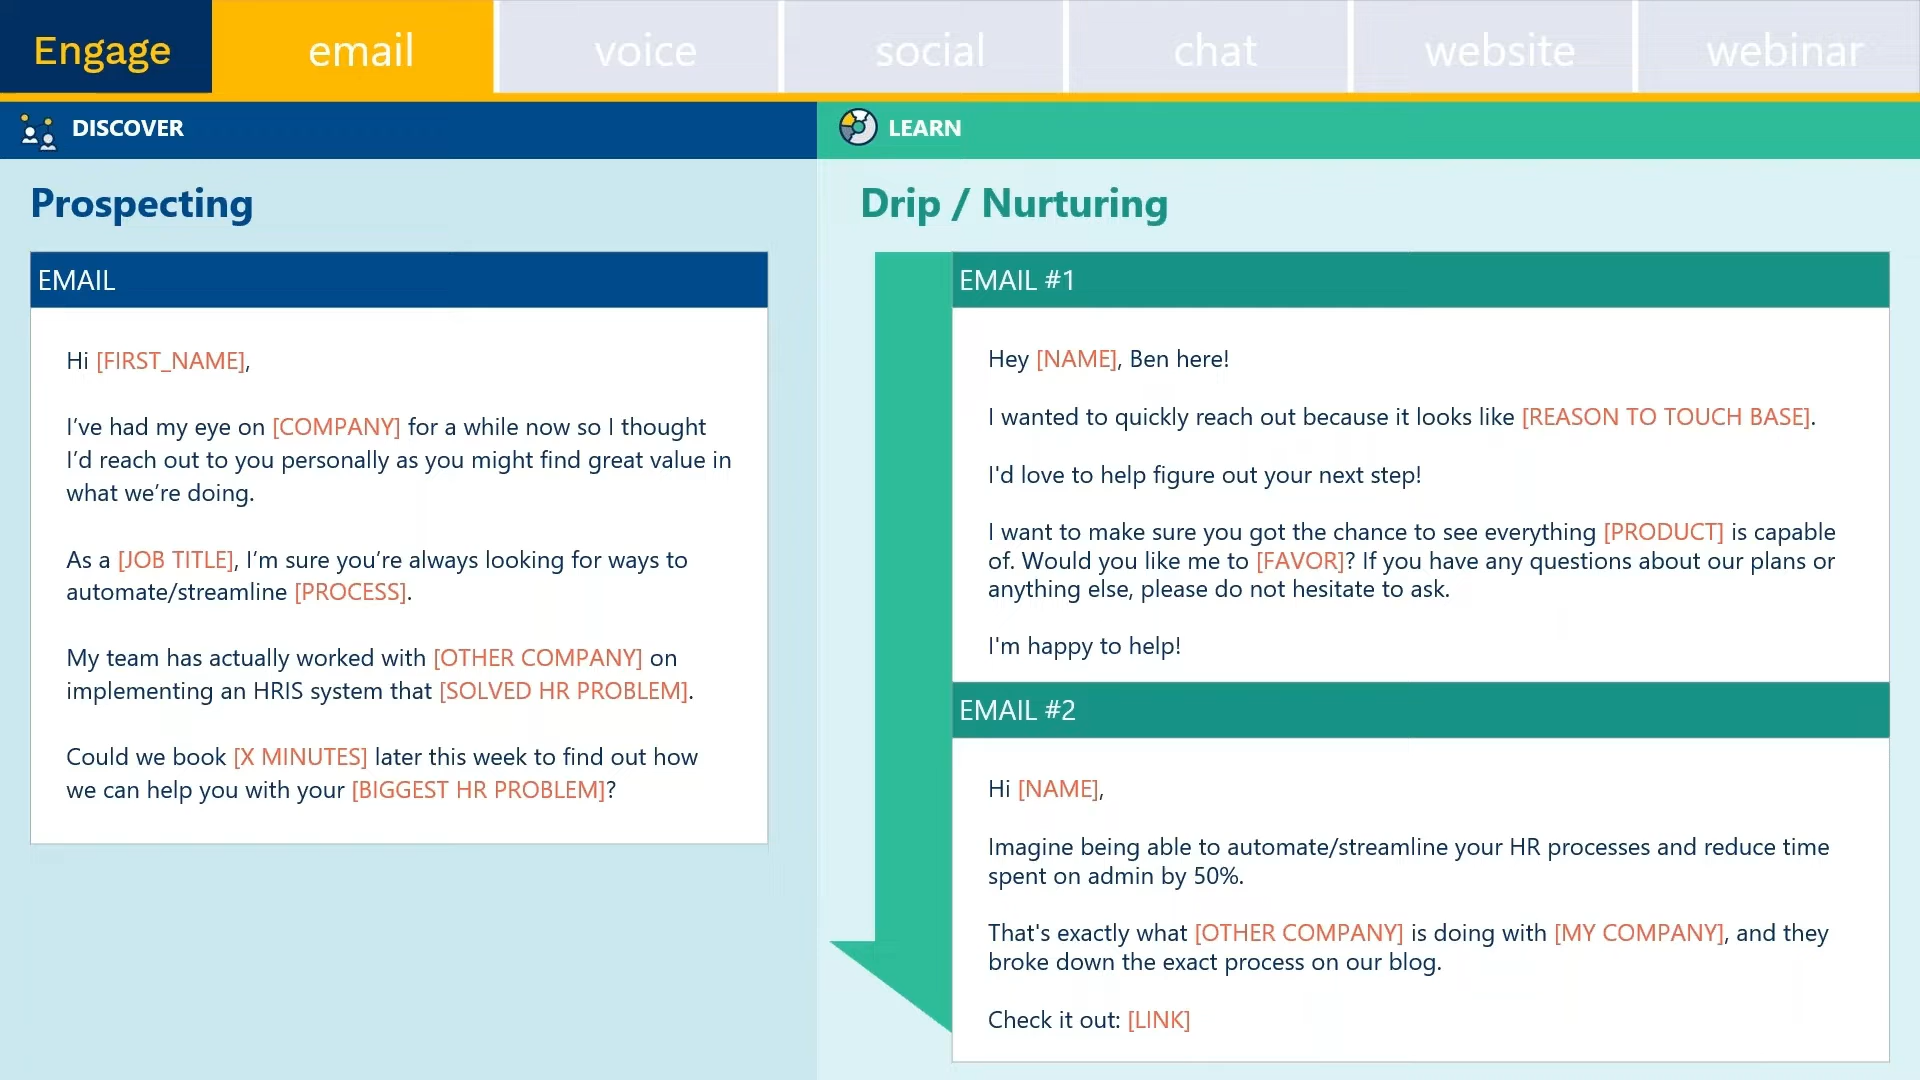 Engage
email
voice
social
chat
website
webinar
DISCOVER
LEARN
Prospecting
EMAIL
Hi [FIRST_NAME],
I’ve had my eye on [COMPANY] for a while now so I thought
I’d reach out to you personally as you might find great value in
what we’re doing.
As a [JOB TITLE], I’m sure you’re always looking for ways to
automate/streamline [PROCESS].
My team has actually worked with [OTHER COMPANY] on
implementing an HRIS system that [SOLVED HR PROBLEM].
Could we book [X MINUTES] later this week to find out how
we can help you with your [BIGGEST HR PROBLEM]?
Drip / Nurturing
EMAIL #1
Hey [NAME], Ben here!
I wanted to quickly reach out because it looks like [REASON TO TOUCH BASE].
I'd love to help figure out your next step!
I want to make sure you got the chance to see everything [PRODUCT] is capable
of. Would you like me to [FAVOR]? If you have any questions about our plans or
anything else, please do not hesitate to ask.
I'm happy to help!
EMAIL #2
Hi [NAME],
Imagine being able to automate/streamline your HR processes and reduce time
spent on admin by 50%.
That's exactly what [OTHER COMPANY] is doing with [MY COMPANY], and they
broke down the exact process on our blog.
Check it out: [LINK]